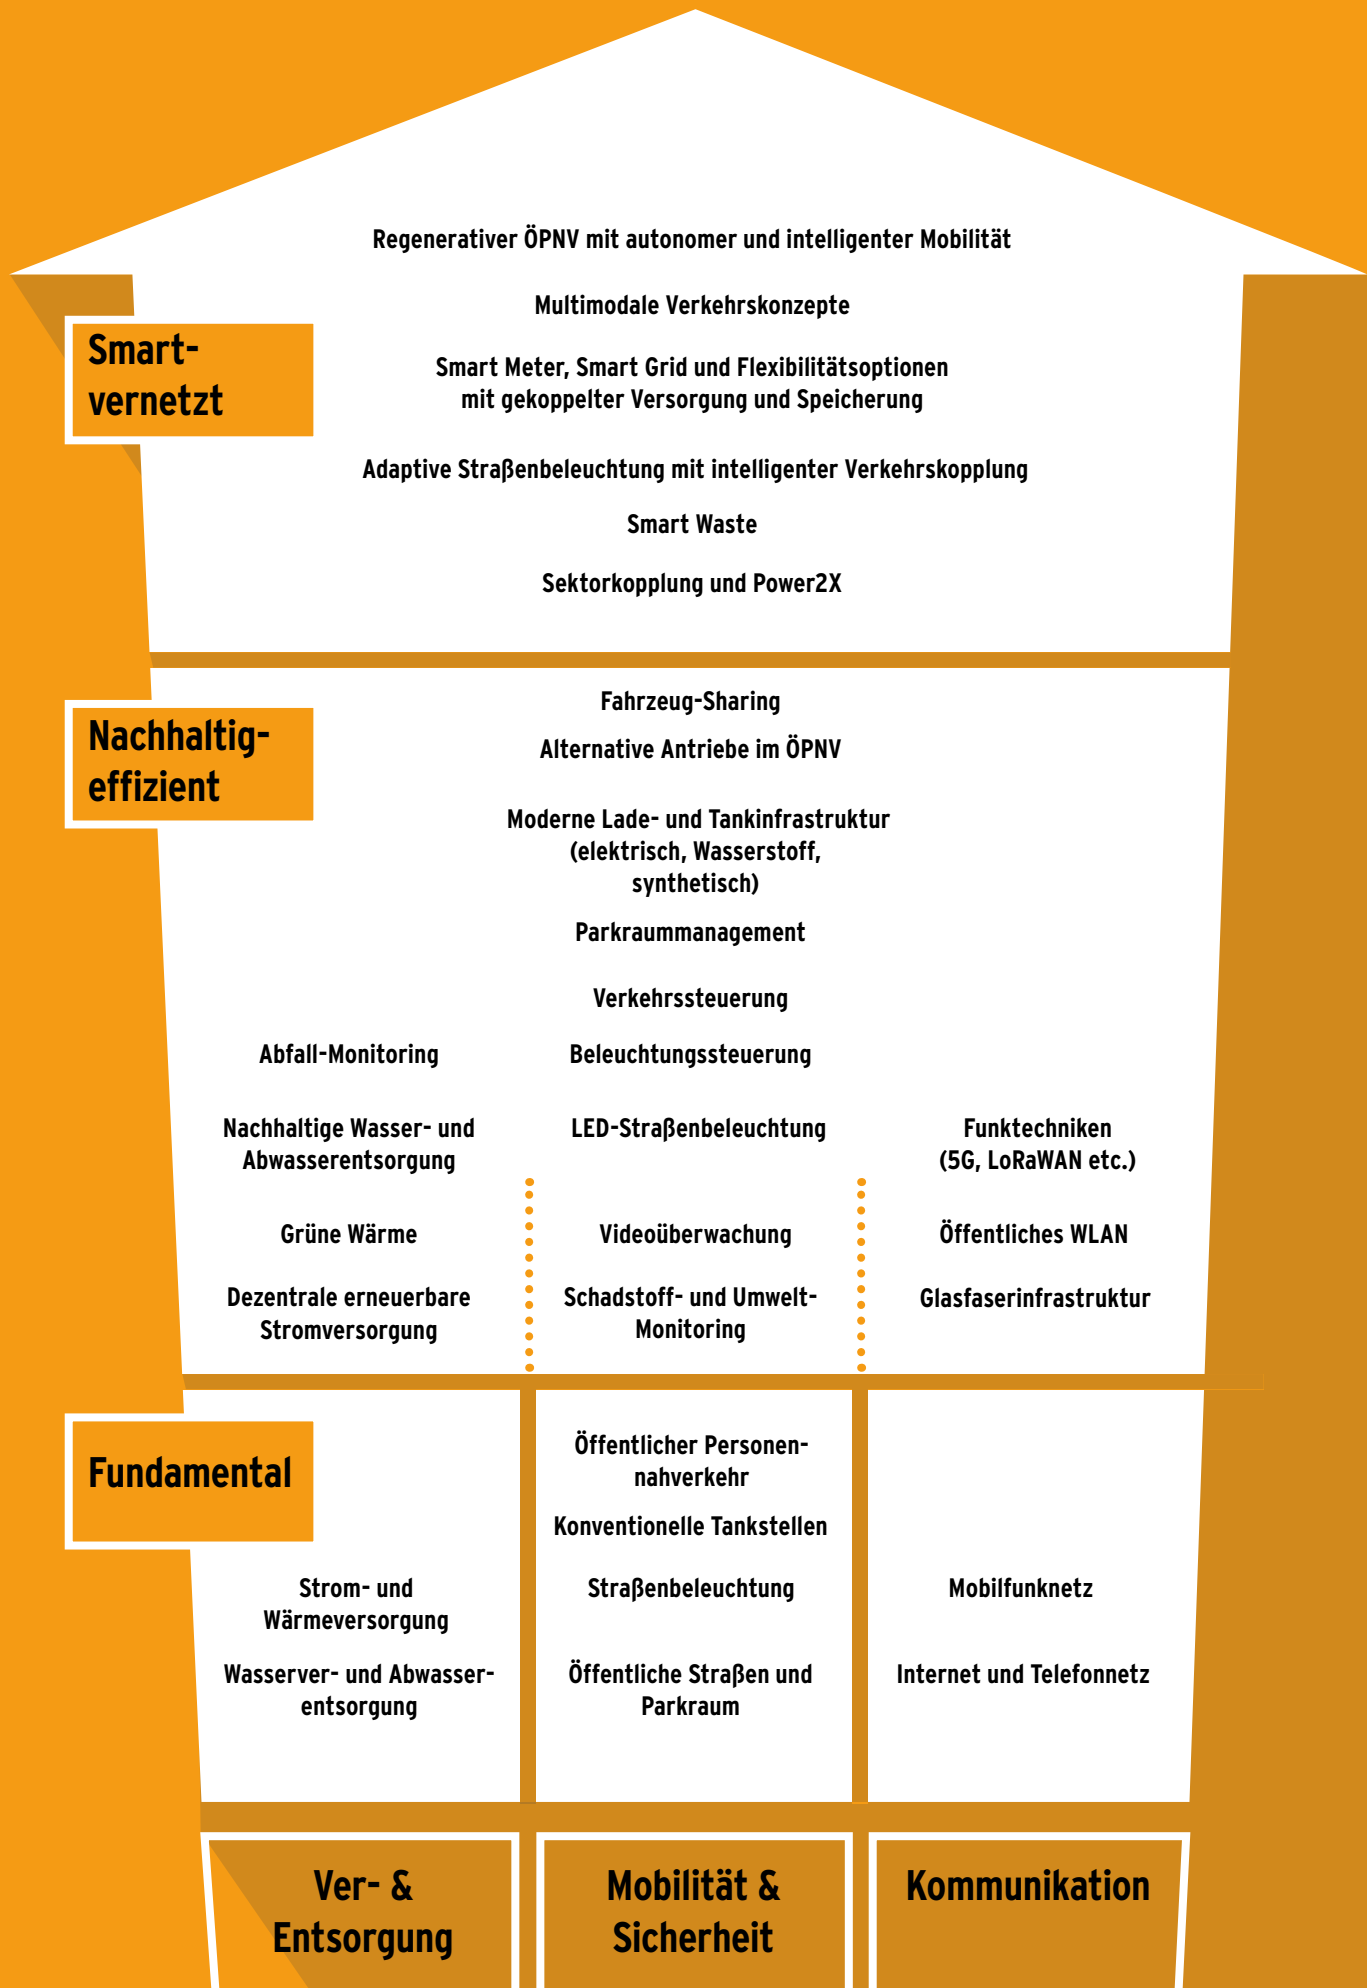 Regenerativer ÖPNV mit autonomer und intelligenter Mobilität
Multimodale Verkehrskonzepte
Smart-
vernetzt
Smart Meter, Smart Grid und Flexibilitätsoptionen
mit gekoppelter Versorgung und Speicherung
Adaptive Straßenbeleuchtung mit intelligenter Verkehrskopplung
Smart Waste
Sektorkopplung und Power2X
Nachhaltig-
effizient
Fahrzeug-Sharing
Alternative Antriebe im ÖPNV
Moderne Lade- und Tankinfrastruktur
(elektrisch, Wasserstoff,
synthetisch)
Parkraummanagement
Verkehrssteuerung
Abfall-Monitoring
Nachhaltige Wasser- und
Abwasserentsorgung
Grüne Wärme
Dezentrale erneuerbare
Stromversorgung
Beleuchtungssteuerung
LED-Straßenbeleuchtung
Videoüberwachung
Schadstoff- und Umwelt-
Monitoring
Funktechniken
(5G, LoRaWAN etc.)
Öffentliches WLAN
Glasfaserinfrastruktur
Fundamental
Strom- und
Wärmeversorgung
Wasserver- und Abwasser-
entsorgung
Öffentlicher Personen-
nahverkehr
Konventionelle Tankstellen
Straßenbeleuchtung
Öffentliche Straßen und
Parkraum
Mobilfunknetz
Internet und Telefonnetz
Ver- &
Entsorgung
Mobilität &
Sicherheit
Kommunikation